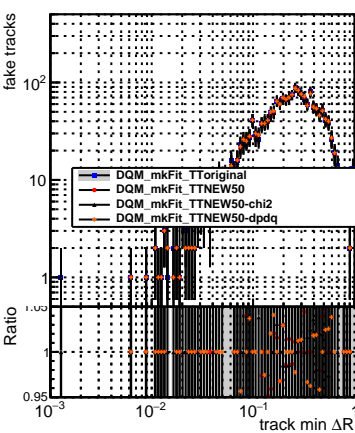 fake tracks
10²
10
1
DQM_mkFit_TToriginal
DQM_mkFit_TTNEW50
DQM_mkFit_TTNEW50-chi2
DQM_mkFit_TTNEW50-dpdq
Ratio
1.05
1
0.95
10⁻³ 10⁻² 10⁻¹ 1
track min ΔR